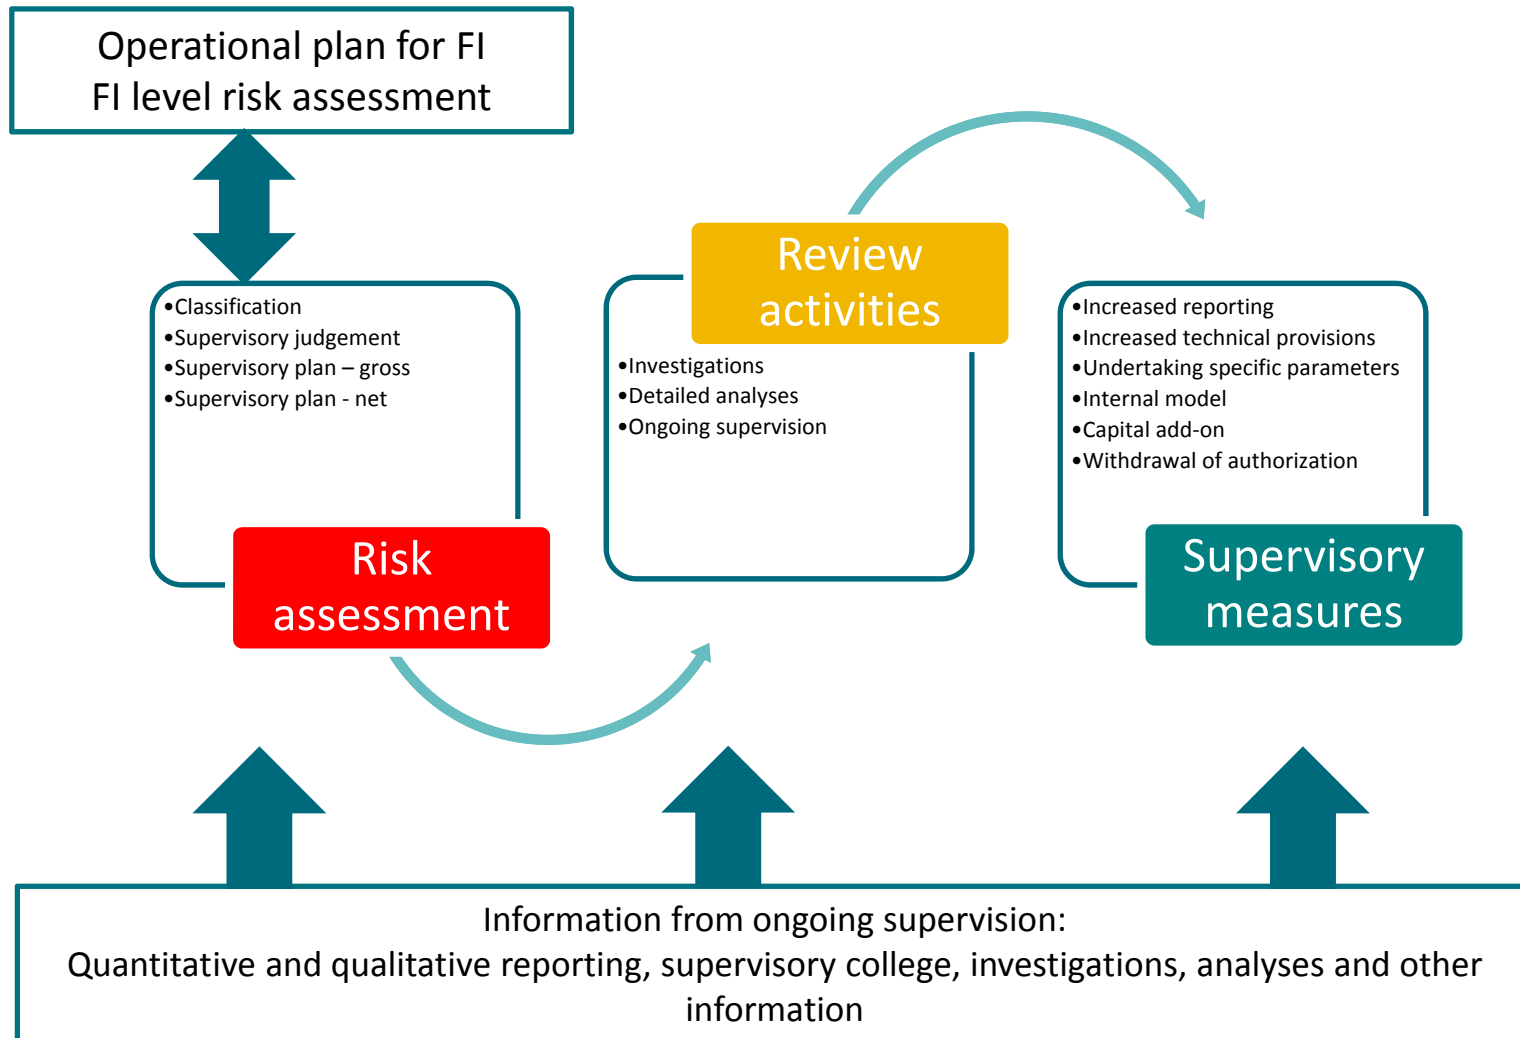 Operational plan for FI
FI level risk assessment
•Classification
•Supervisory judgement
•Supervisory plan – gross
•Supervisory plan - net
Risk
assessment
Review
activities
•Investigations
•Detailed analyses
•Ongoing supervision
•Increased reporting
•Increased technical provisions
•Undertaking specific parameters
•Internal model
•Capital add-on
•Withdrawal of authorization
Supervisory
measures
Information from ongoing supervision:
Quantitative and qualitative reporting, supervisory college, investigations, analyses and other
information